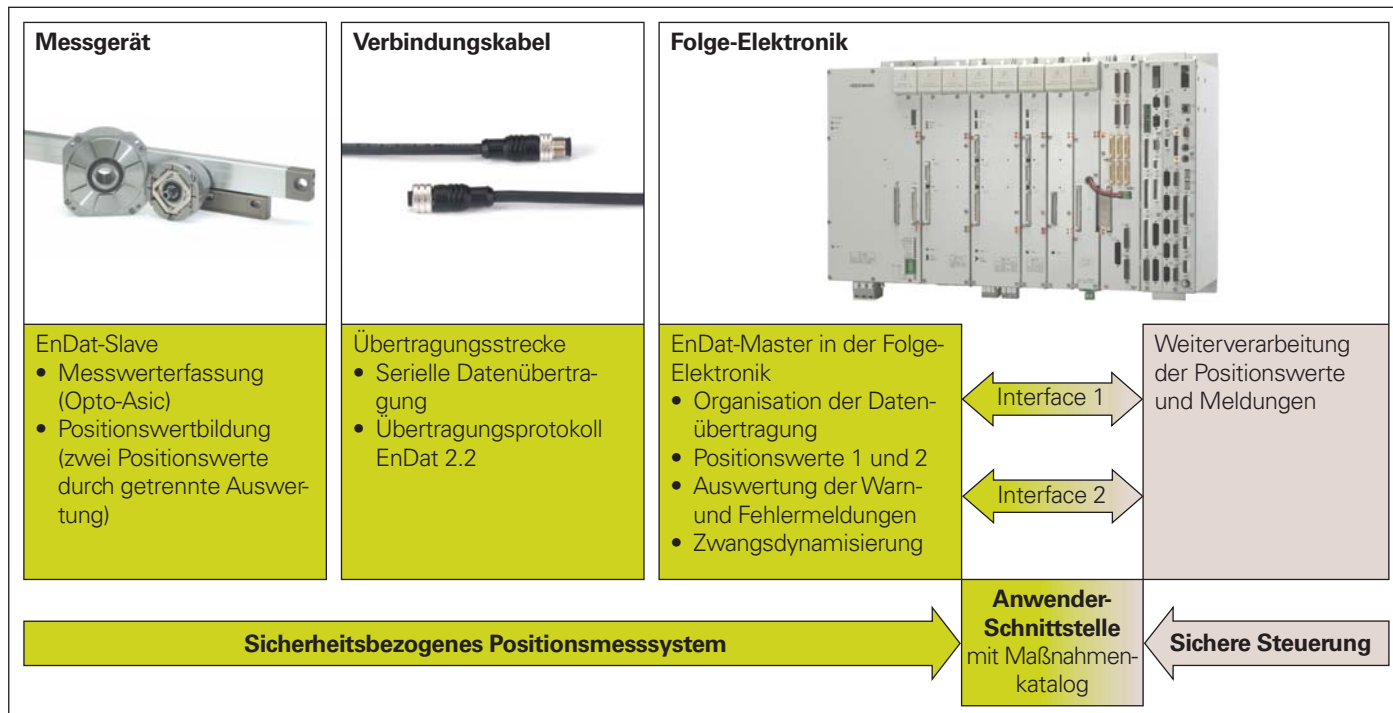 Messgerät
Verbindungskabel
Folge-Elektronik
EnDat-Slave
• Messwerterfassung
(Opto-Asic)
• Positionswertbildung
(zwei Positionswerte
durch getrennte Auswer-
tung)
Übertragungsstrecke
• Serielle Datenübertra-
gung
• Übertragungsprotokoll
EnDat 2.2
EnDat-Master in der Folge-
Elektronik
• Organisation der Daten-
übertragung
• Positionswerte 1 und 2
• Auswertung der Warn-
und Fehlermeldungen
• Zwangsdynamisierung
Interface 1
Interface 2
Weiterverarbeitung
der Positionswerte
und Meldungen
Sicherheitsbezogenes Positionsmesssystem
Anwender-
Schnittstelle
mit Maßnahmen-
katalog
Sichere Steuerung